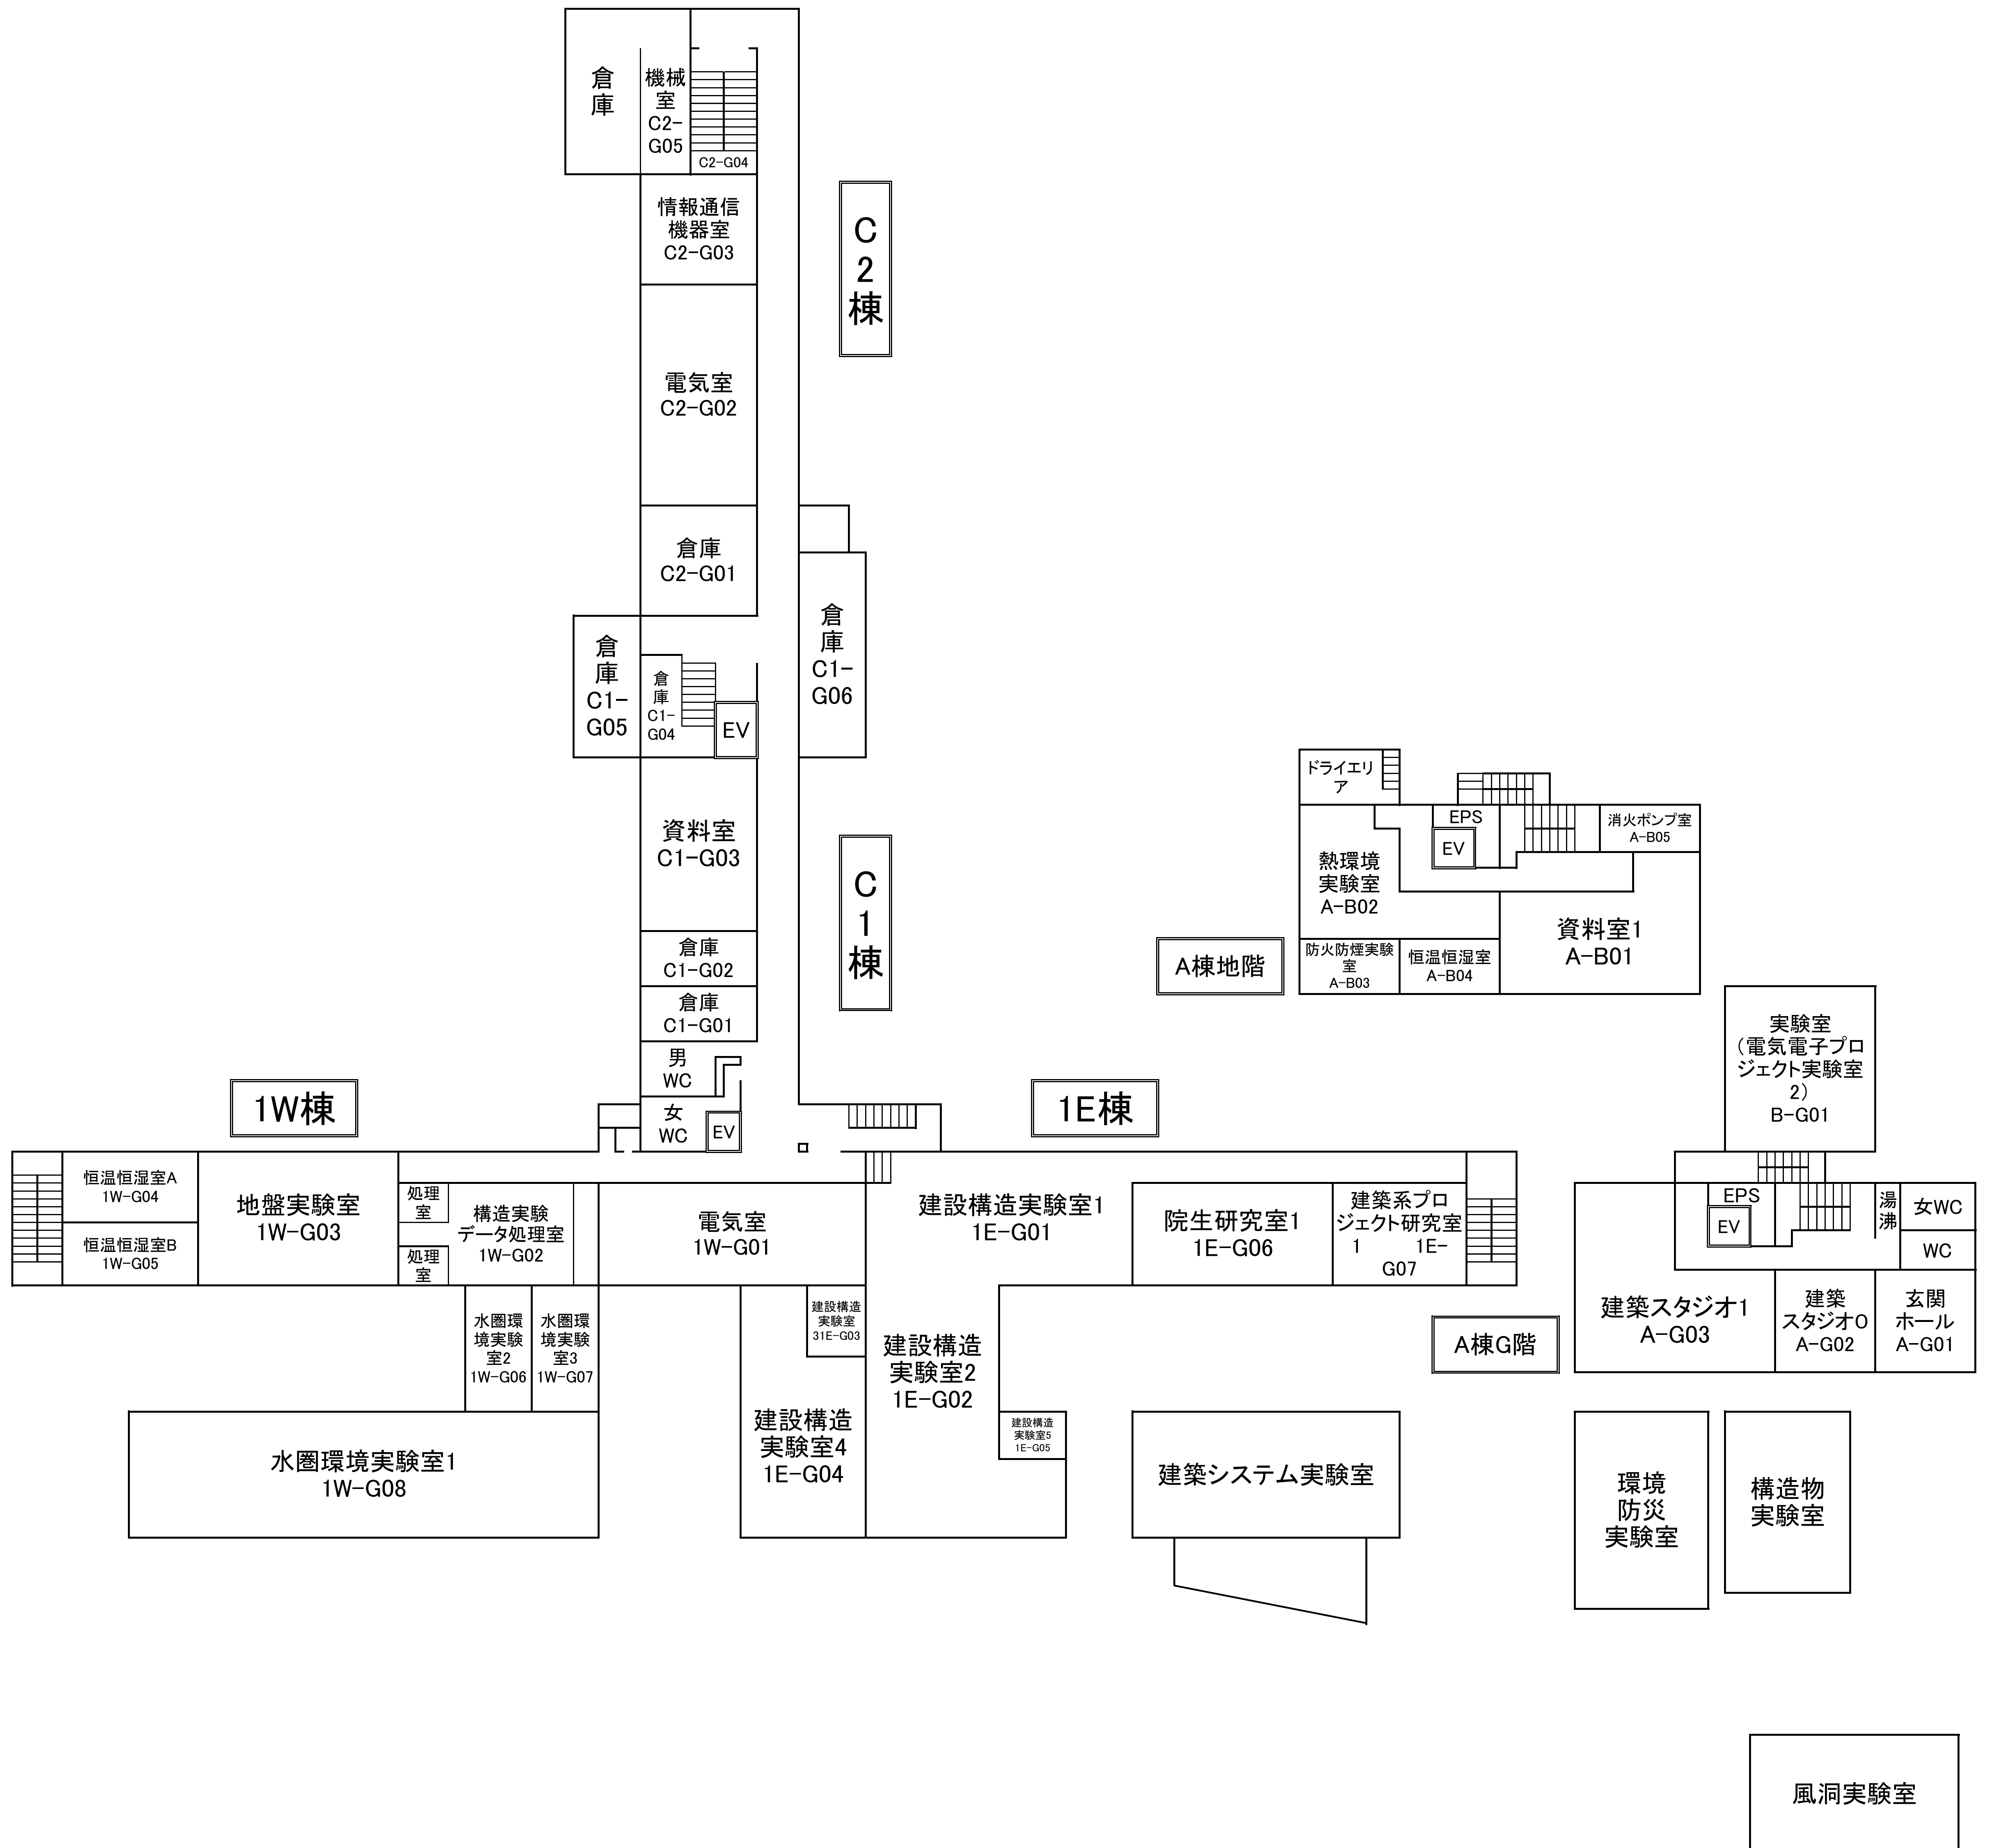 倉
庫
機械
室
C2-
G05
C2-G04
情報通信
機器室
C2-G03
C
2
棟
電気室
C2-G02
倉庫
C2-G01
倉
庫
C1-
G05
倉
庫
C1-
G04
EV
倉
庫
C1-
G06
資料室
C1-G03
C
1
棟
倉庫
C1-G02
倉庫
C1-G01
男
WC
女
WC
EV
ドライエリ
ア
EPS
EV
消火ポンプ室
A-B05
熱環境
実験室
A-B02
資料室1
A-B01
防火防煙実験
室
A-B03
恒温恒湿室
A-B04
A棟地階
実験室
(電気電子プロ
ジェクト実験室
2)
B-G01
1W棟
1E棟
恒温恒湿室A
1W-G04
恒温恒湿室B
1W-G05
地盤実験室
1W-G03
処理
室
処理
室
構造実験
データ処理室
1W-G02
電気室
1W-G01
建設構造実験室1
1E-G01
院生研究室1
1E-G06
建築系プロ
ジェクト研究室
1 1E-
G07
EPS
EV
湯
沸
女WC
WC
水圏環
境実験
室2
1W-G06
水圏環
境実験
室3
1W-G07
建設構造
実験室
31E-G03
建設構造
実験室2
1E-G02
A棟G階
建築スタジオ1
A-G03
建築
スタジオ0
A-G02
玄関
ホール
A-G01
水圏環境実験室1
1W-G08
建設構造
実験室4
1E-G04
建設構造
実験室5
1E-G05
建築システム実験室
環境
防災
実験室
構造物
実験室
風洞実験室